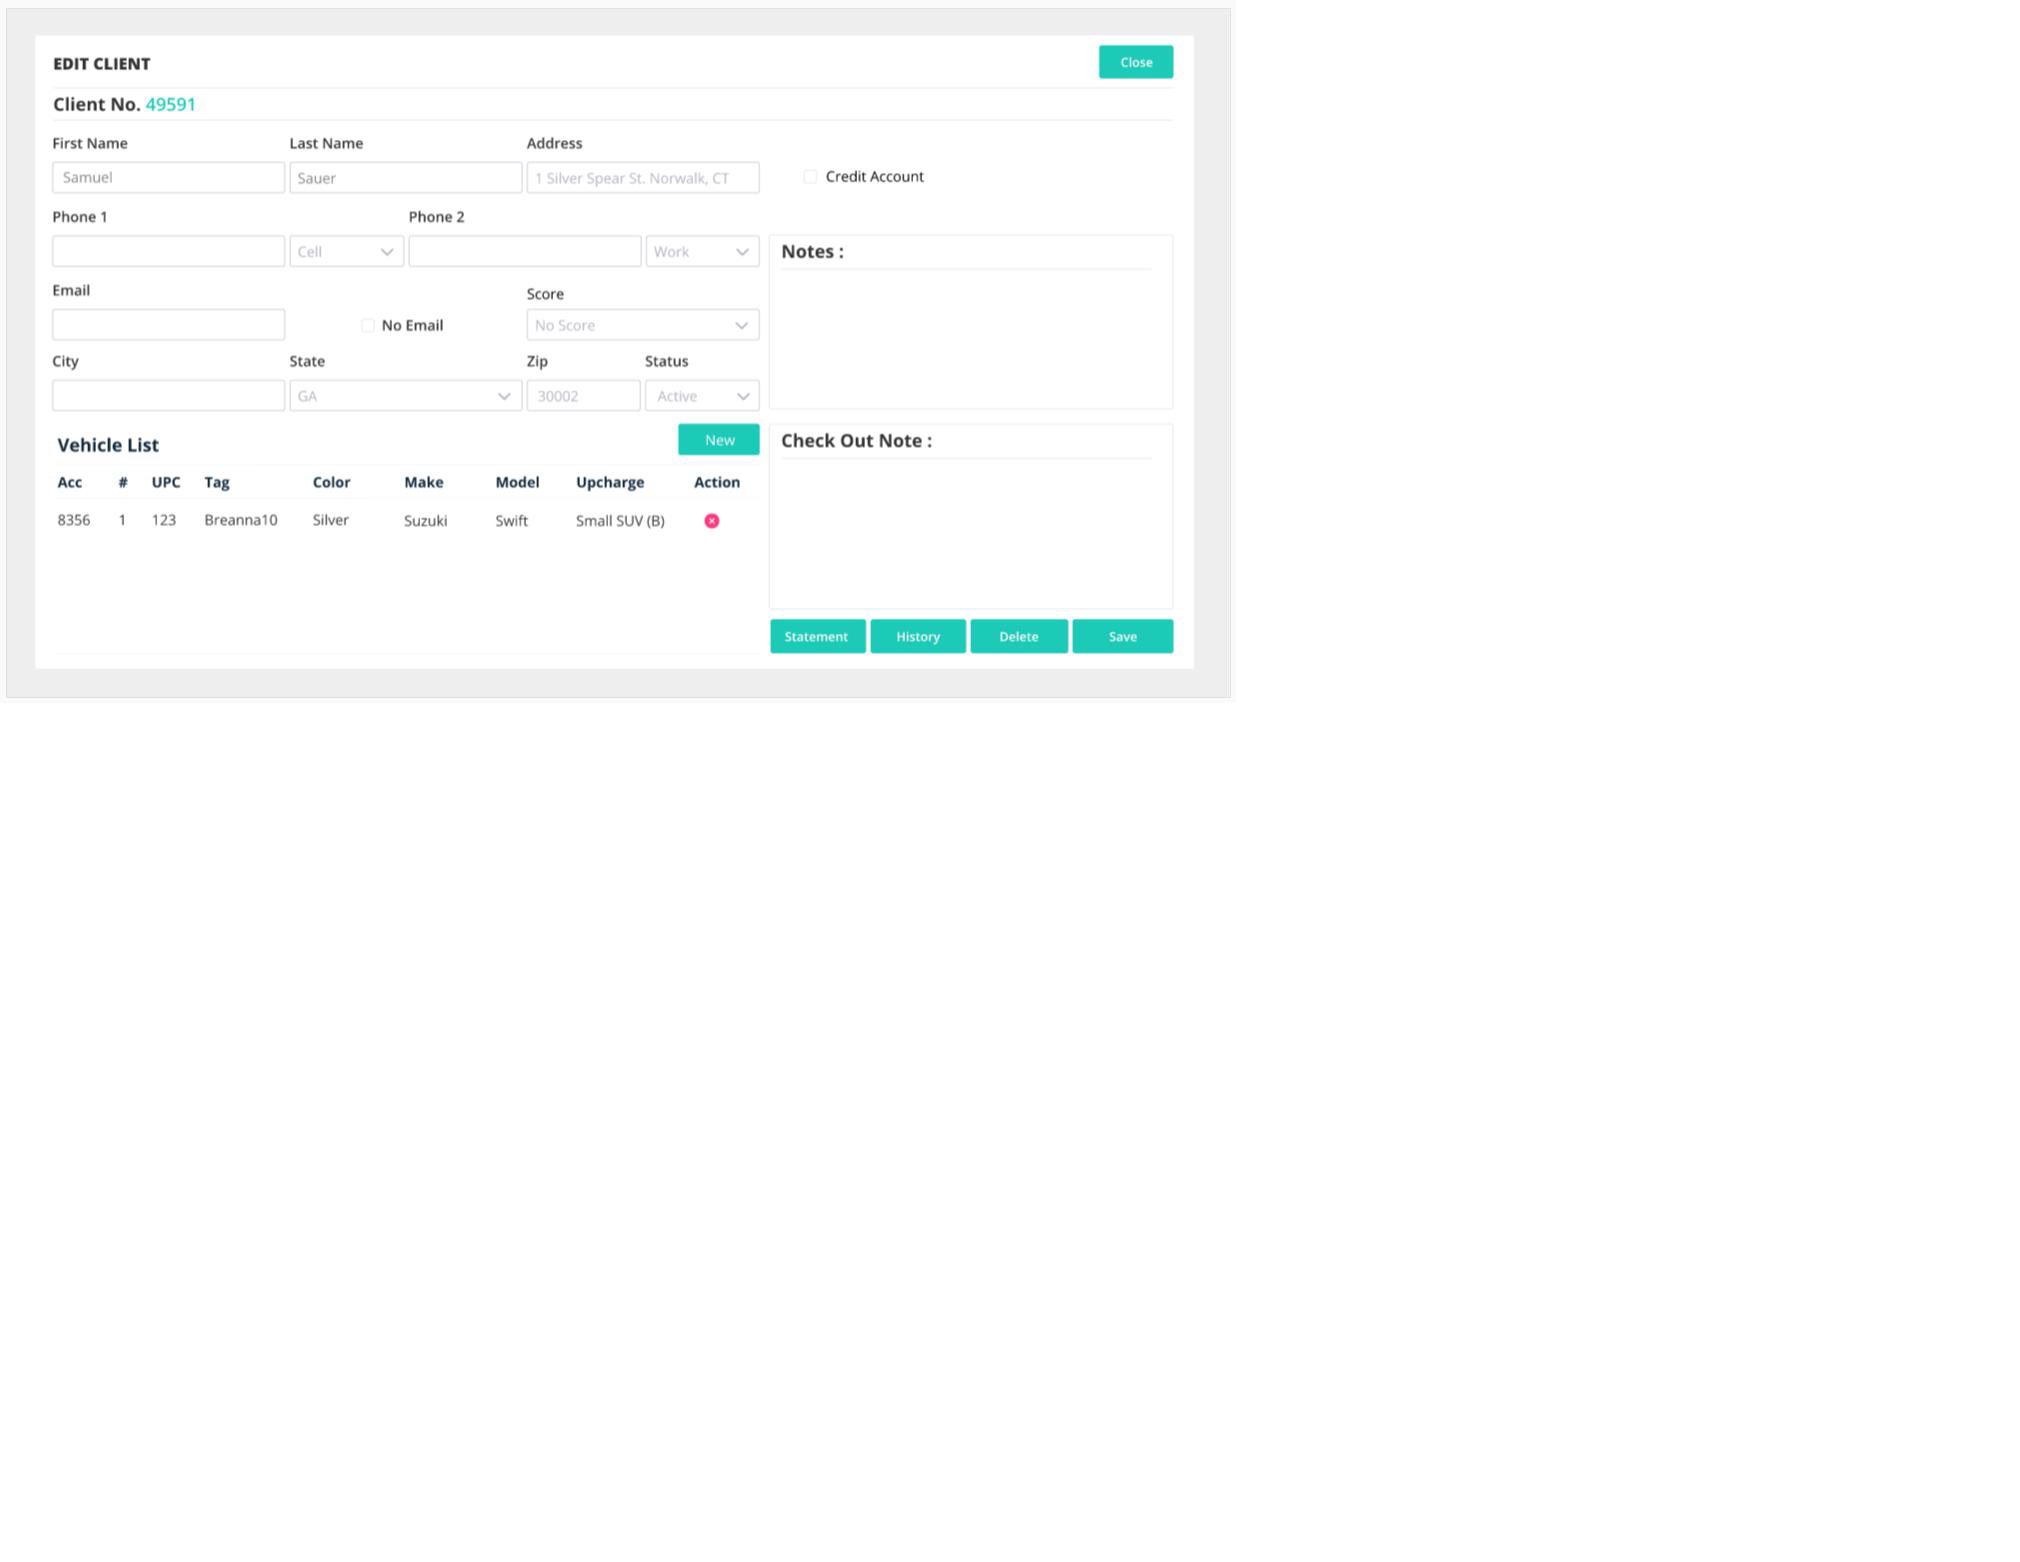 EDIT CLIENT Close
Client No. 49591
First Name Last Name Address
Samuel Sauer 1 Silver Spear St. Norwalk, CT Credit Account
Phone 1 Phone 2
Cell Work Notes :
Email Score
No Email No Score
City State Zip Status
GA 30002 Active
Vehicle List New Check Out Note :
Acc # UPC Tag Color Make Model Upcharge Action
8356 1 123 Breanna10 Silver Suzuki Swift Small SUV (B)
Statement History Delete Save